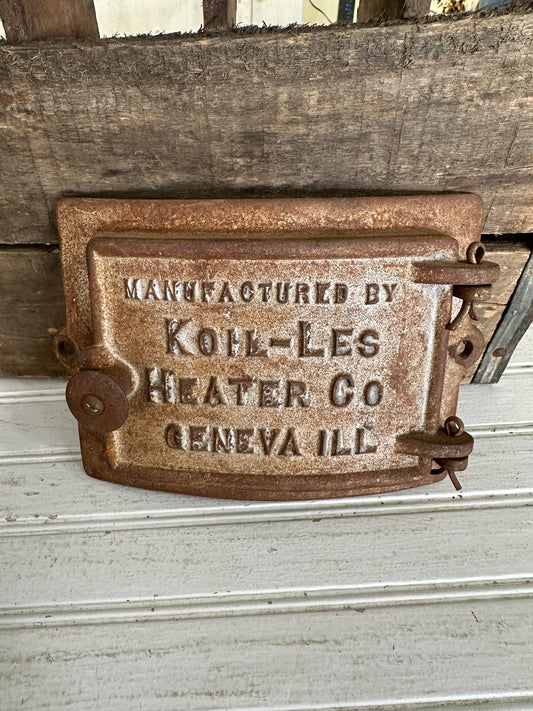 MANUFACTURED BY
KOIL-LES
HEATER CO
GENEVA ILL